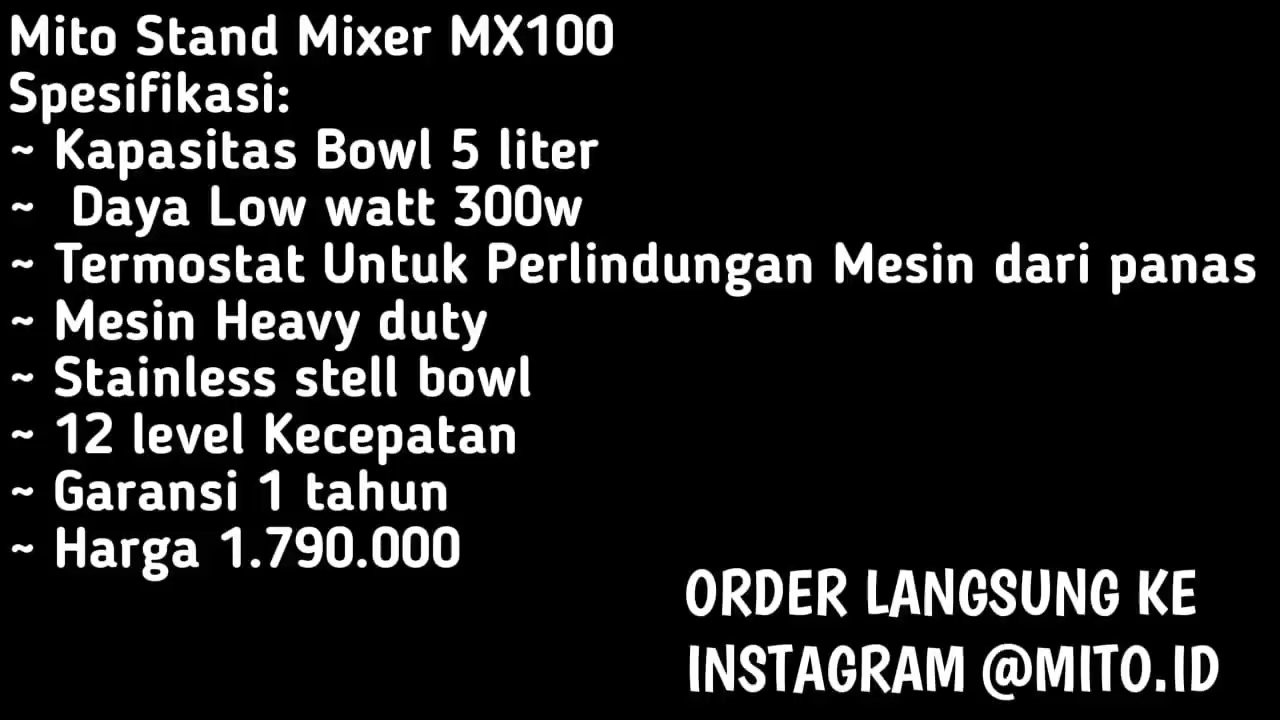 Mito Stand Mixer MX100
Spesifikasi:
~ Kapasitas Bowl 5 liter
~ Daya Low watt 300w
~ Termostat Untuk Perlindungan Mesin dari panas
~ Mesin Heavy duty
~ Stainless stell bowl
~ 12 level Kecepatan
~ Garansi 1 tahun
~ Harga 1.790.000
ORDER LANGSUNG KE
INSTAGRAM @MITO.ID